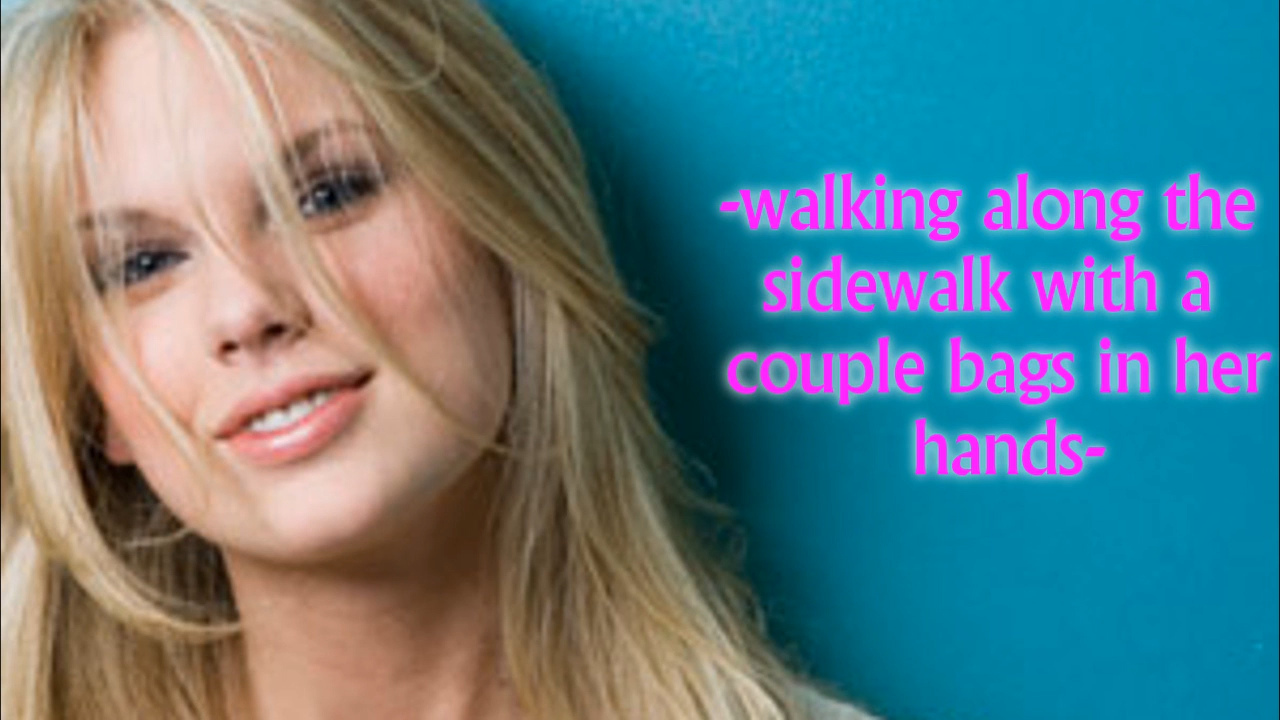 -walking along the
sidewalk with a
couple bags in her
hands-